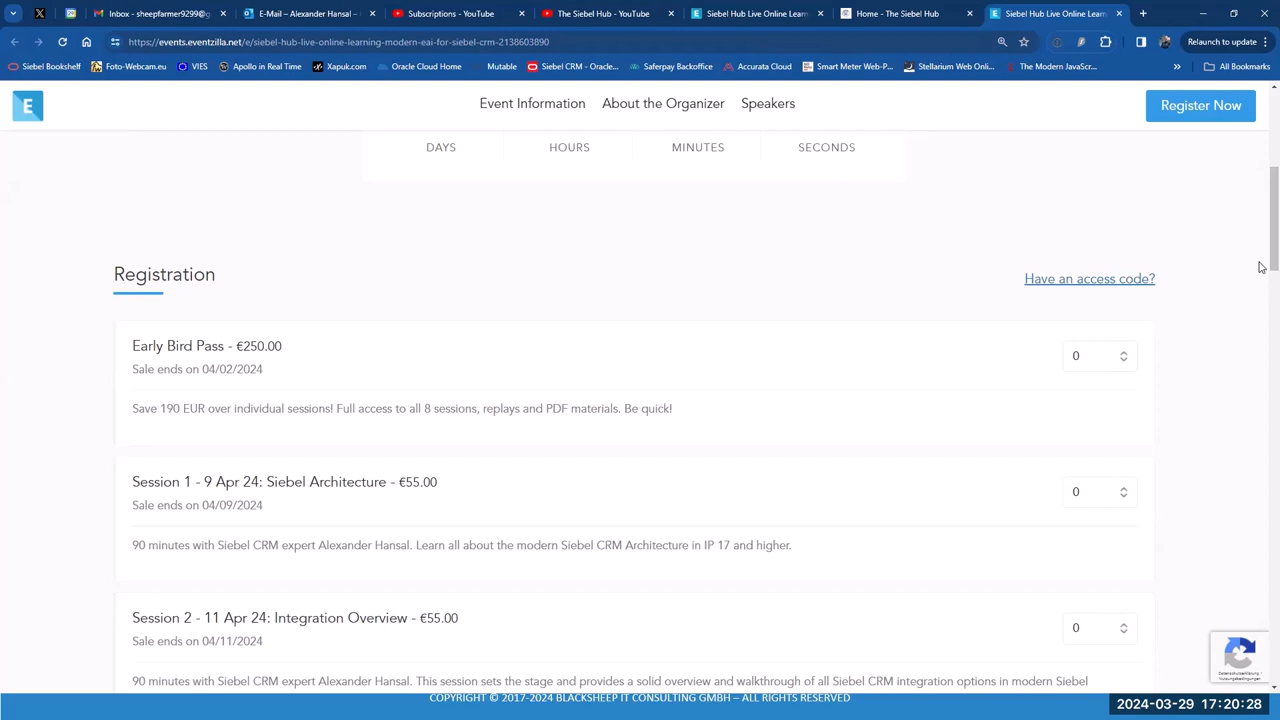 Inbox - sheepfarmer9299@g
E-Mail – Alexander Hansal -
Subscriptions - YouTube
The Siebel Hub - YouTube
Siebel Hub Live Online Learn
Home - The Siebel Hub
Siebel Hub Live Online Learn
https://events.eventzilla.net/e/siebel-hub-live-online-learning-modern-eai-for-siebel-crm-2138603890
Relaunch to update
Siebel Bookshelf
Foto-Webcam.eu
VIES
Apollo in Real Time
Xapuk.com
Oracle Cloud Home
Mutable
Siebel CRM - Oracle...
Saferpay Backoffice
Accurata Cloud
Smart Meter Web-P...
Stellarium Web Onli...
The Modern JavaScr...
All Bookmarks
E
Event Information
About the Organizer
Speakers
Register Now
DAYS
HOURS
MINUTES
SECONDS
Registration
Have an access code?
Early Bird Pass - €250.00
0
Sale ends on 04/02/2024
Save 190 EUR over individual sessions! Full access to all 8 sessions, replays and PDF materials. Be quick!
Session 1 - 9 Apr 24: Siebel Architecture - €55.00
0
Sale ends on 04/09/2024
90 minutes with Siebel CRM expert Alexander Hansal. Learn all about the modern Siebel CRM Architecture in IP 17 and higher.
Session 2 - 11 Apr 24: Integration Overview - €55.00
0
Sale ends on 04/11/2024
90 minutes with Siebel CRM expert Alexander Hansal. This session sets the stage and provides a solid overview and walkthrough of all Siebel CRM integration options in modern Siebel
Datenschutzerklärung -
Nutzungsbedingungen
COPYRIGHT © 2017-2024 BLACKSHEEP IT CONSULTING GMBH – ALL RIGHTS RESERVED
2024-03-29 17:20:28